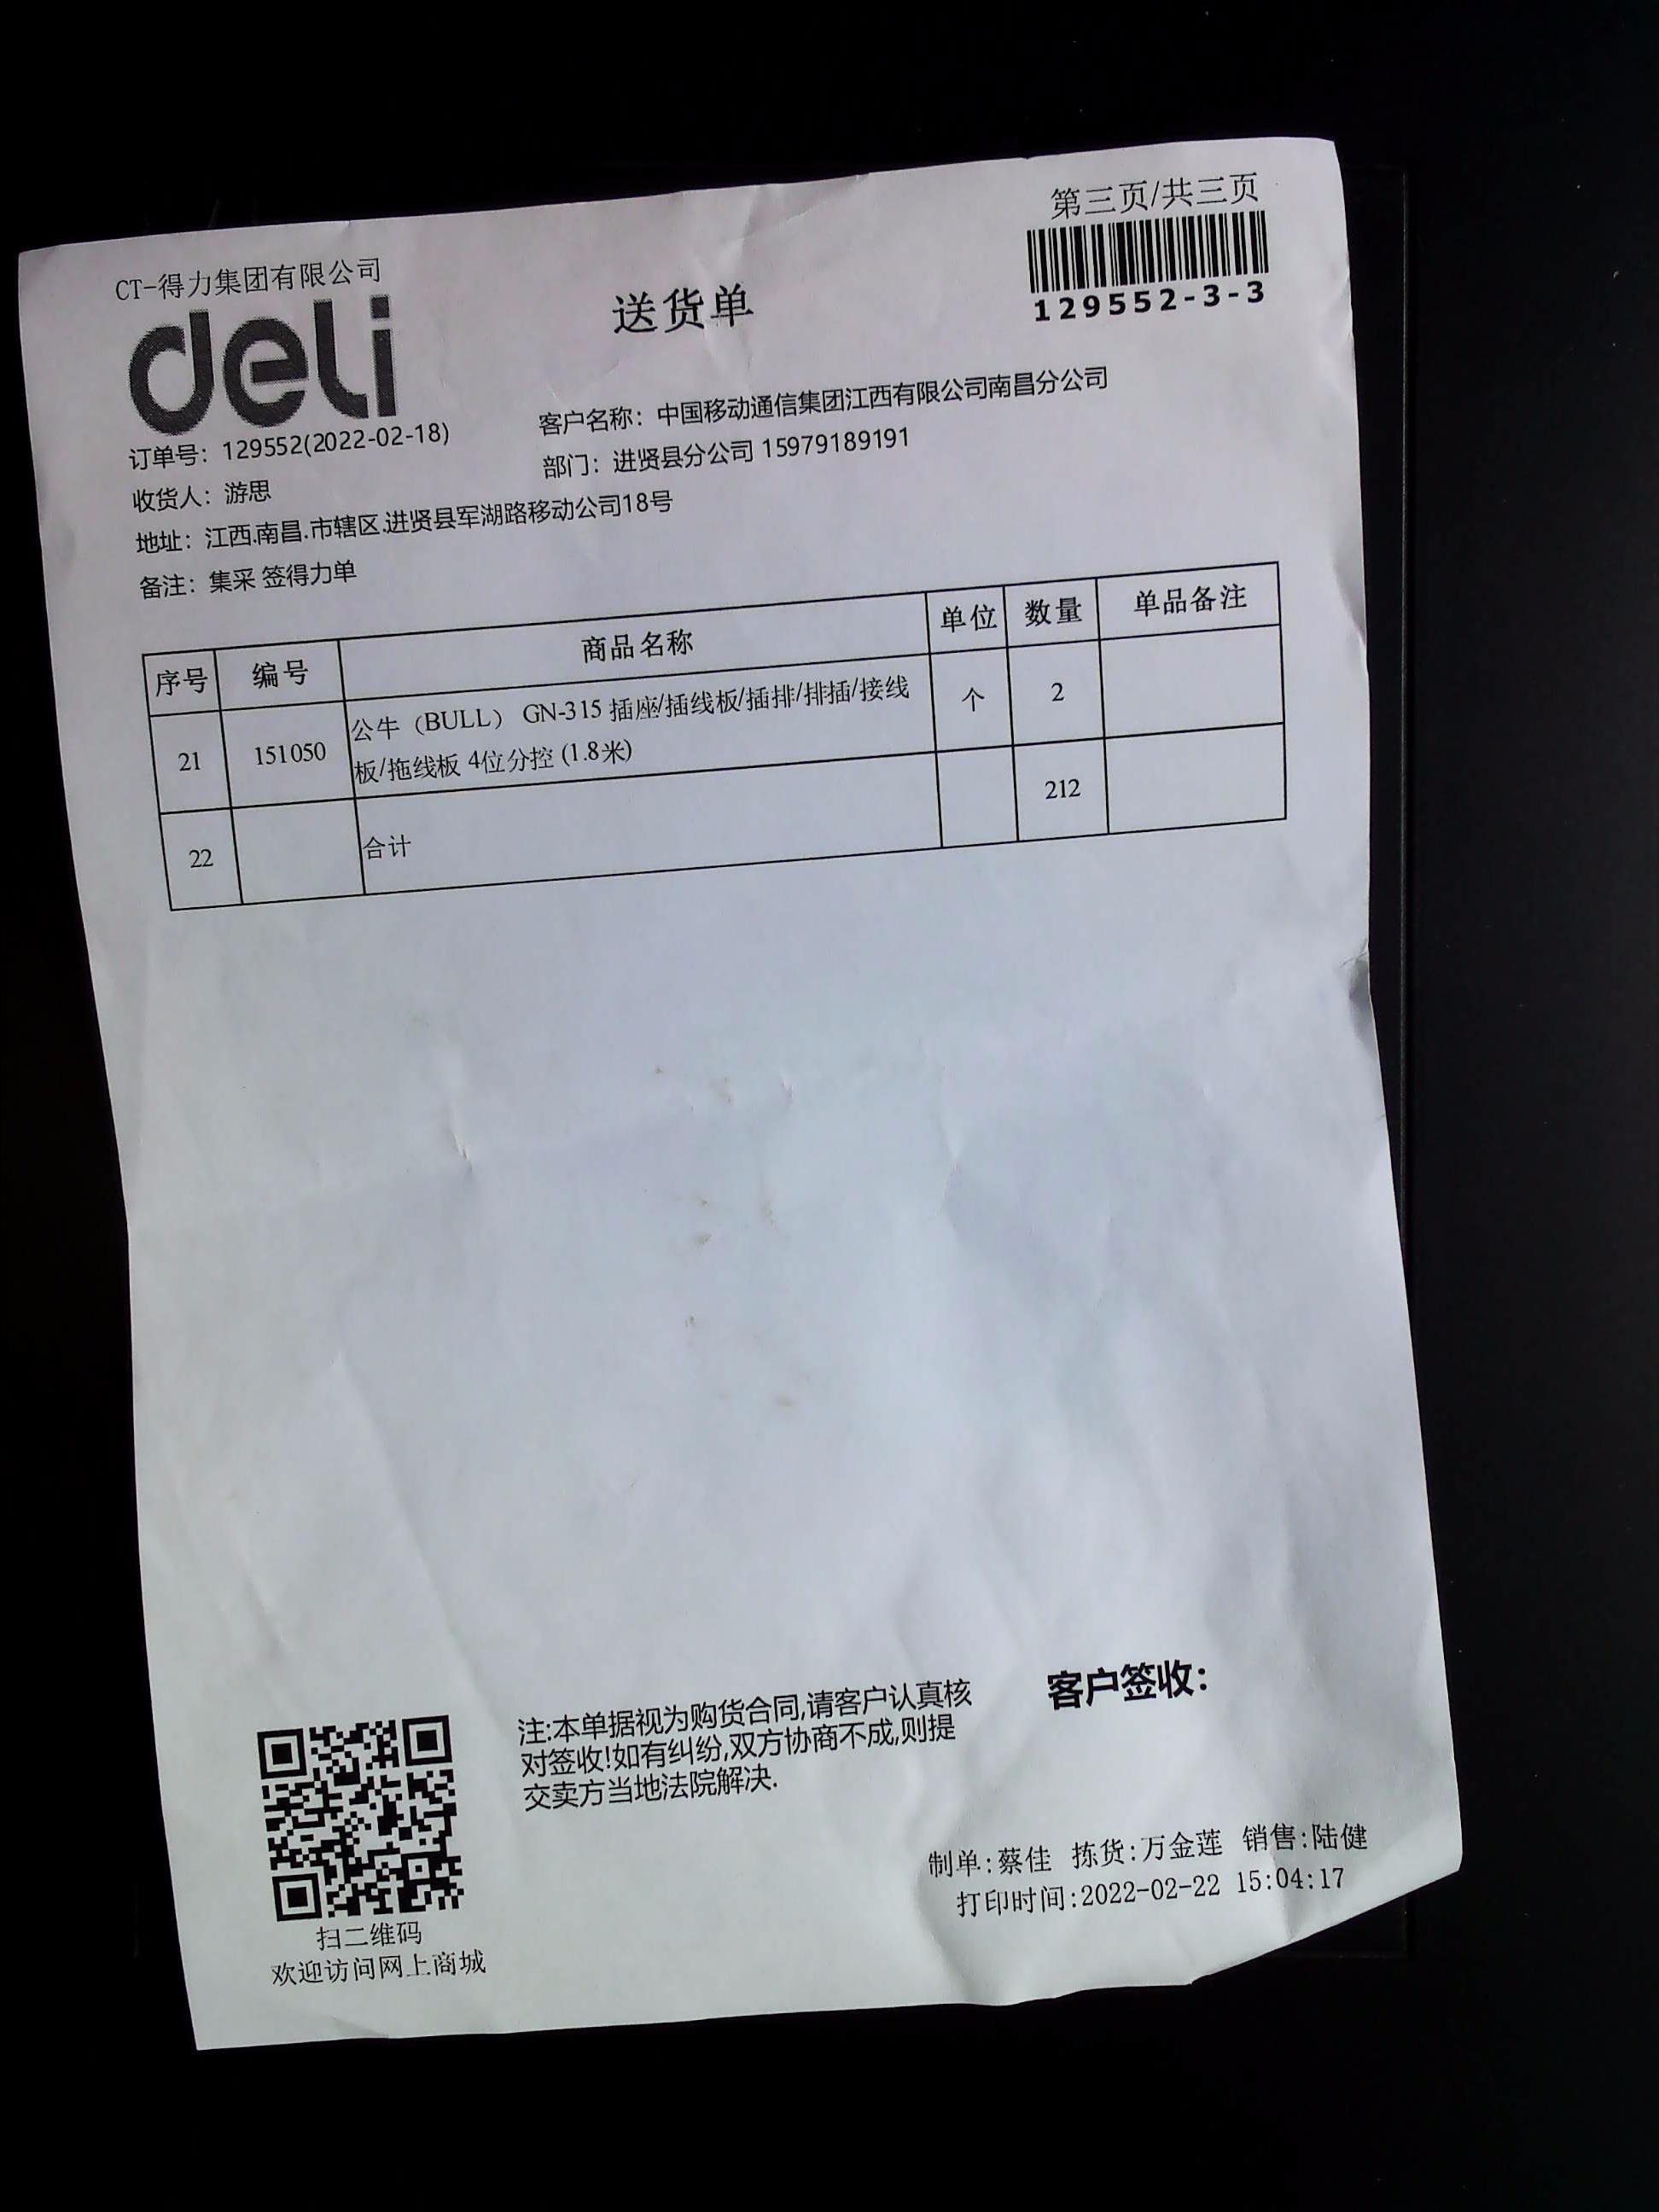 第三页/共三页
CT-得力集团有限公司
deli
送货单
129552-3-3
订单号：129552(2022-02-18)
客户名称：中国移动通信集团江西有限公司南昌分公司
收货人：游思
部门：进贤县分公司 15979189191
地址：江西.南昌.市辖区.进贤县军湖路移动公司18号
备注：集采 签得力单
序号 编号 商品名称 单位 数量 单品备注
21 151050 公牛（BULL） GN-315 插座/插线板/插排/排插/接线 个 2
板/拖线板 4位分控 (1.8米)
22 合计 212
客户签收：
注:本单据视为购货合同,请客户认真核
对签收!如有纠纷,双方协商不成,则提
交卖方当地法院解决.
制单:蔡佳 拣货:万金莲 销售:陆健
打印时间:2022-02-22 15:04:17
扫二维码
欢迎访问网上商城